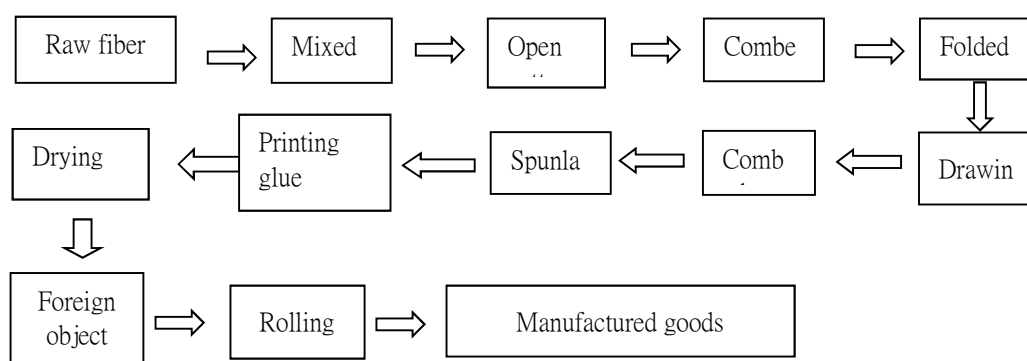 Raw fiber
Mixed
Open
Combe
Folded
Drawin
Comb
Spunla
Printing
glue
Drying
Foreign
object
Rolling
Manufactured goods